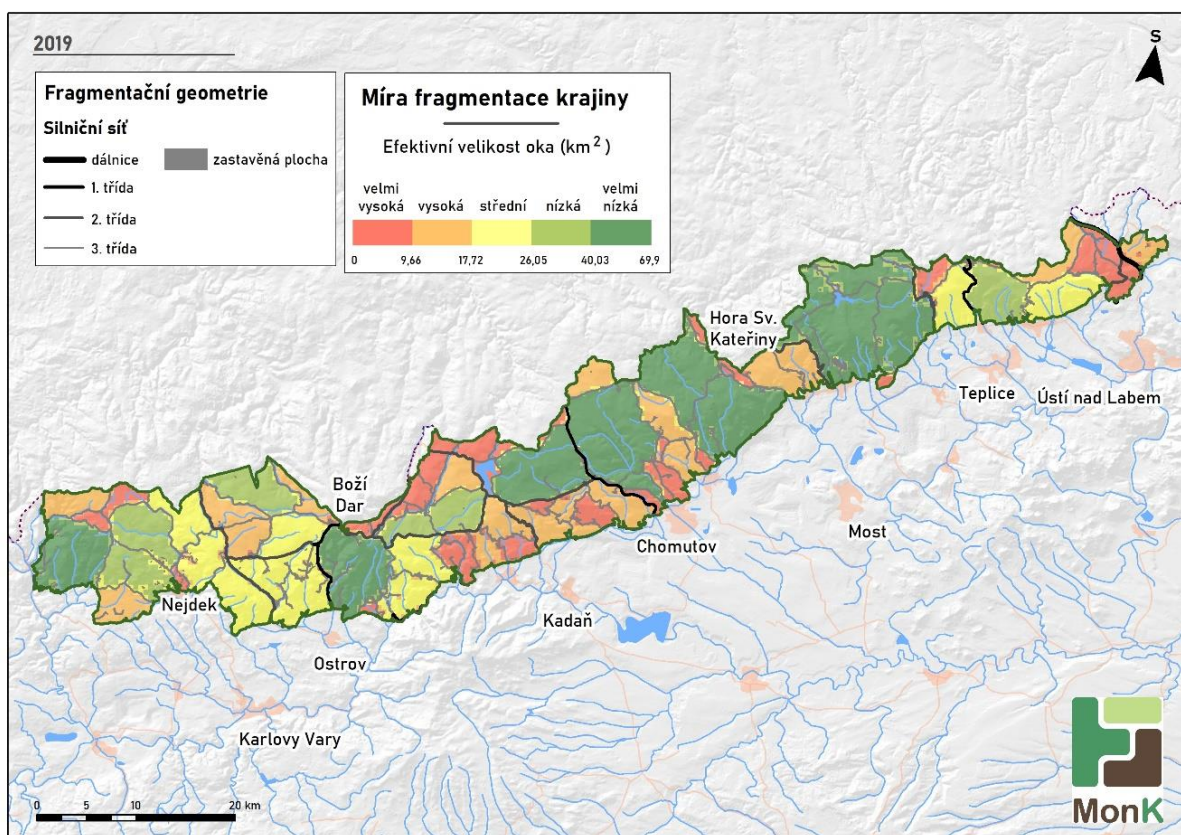 2019
S
Fragmentační geometrie
Silniční síť
dálnice
zastavěná plocha
1. třída
2. třída
3. třída
Míra fragmentace krajiny
Efektivní velikost oka (km²)
velmi vysoká
vysoká
střední
nízká
velmi nízká
0 9,66 17,72 26,05 40,03 69,9
Hora Sv.
Kateřiny
Teplice
Ústí nad Labem
Boží
Dar
Most
Chomutov
Nejdek
Kadaň
Ostrov
Karlovy Vary
0 5 10 20 km
MonK